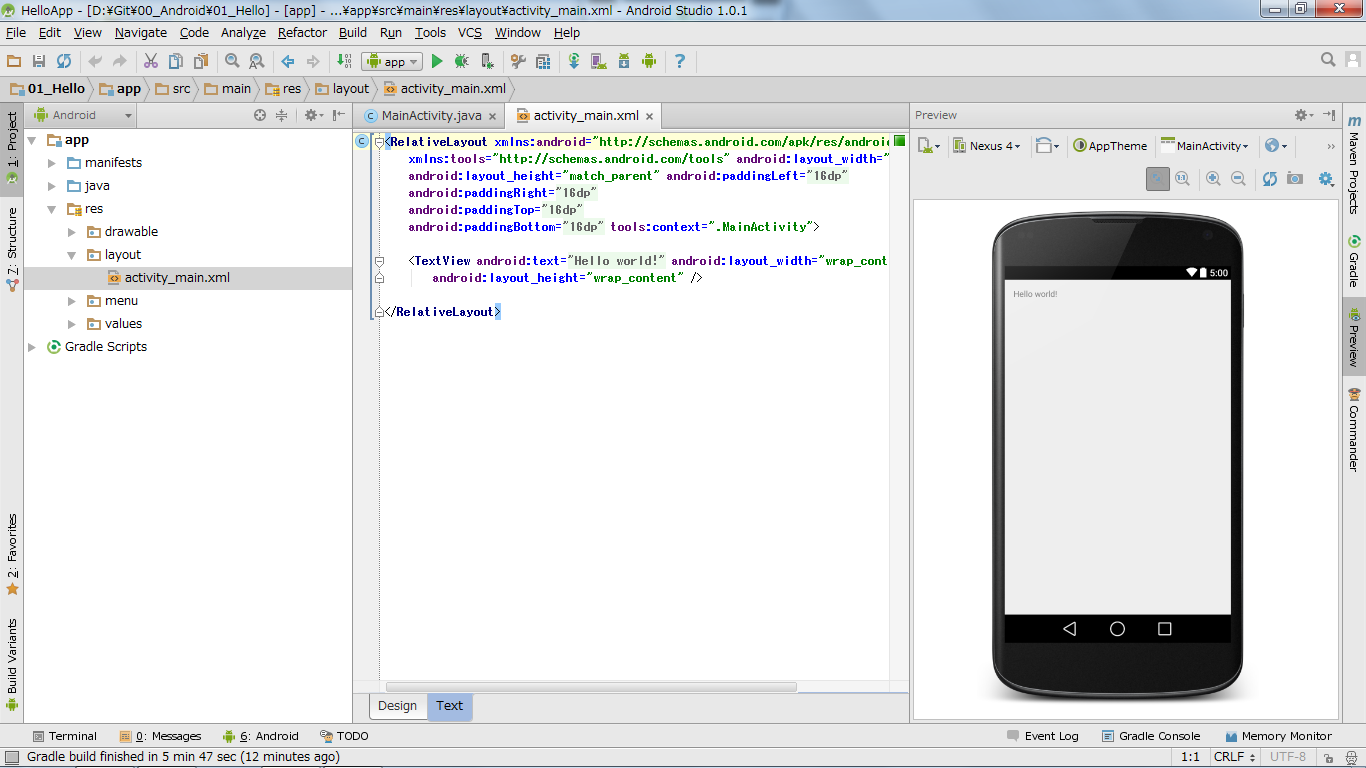 HelloApp - [D:¥Git¥00_Android¥01_Hello] - [app] - ...¥app¥src¥main¥res¥layout¥activity_main.xml - Android Studio 1.0.1
File Edit View Navigate Code Analyze Refactor Build Run Tools VCS Window Help
app
01_Hello app src main res layout activity_main.xml
1: Project
7: Structure
2: Favorites
Build Variants
Android
app
manifests
java
res
drawable
layout
activity_main.xml
menu
values
Gradle Scripts
MainActivity.java activity_main.xml
<RelativeLayout xmlns:android="http://schemas.android.com/apk/res/android
xmlns:tools="http://schemas.android.com/tools" android:layout_width="
android:layout_height="match_parent" android:paddingLeft="16dp"
android:paddingRight="16dp"
android:paddingTop="16dp"
android:paddingBottom="16dp" tools:context=".MainActivity">
<TextView android:text="Hello world!" android:layout_width="wrap_cont
android:layout_height="wrap_content" />
</RelativeLayout>
Design Text
Preview
Nexus 4 AppTheme MainActivity
5:00
Hello world!
Maven Projects
Gradle
Preview
Commander
Terminal 0: Messages 6: Android TODO Event Log Gradle Console Memory Monitor
Gradle build finished in 5 min 47 sec (12 minutes ago) 1:1 CRLF UTF-8